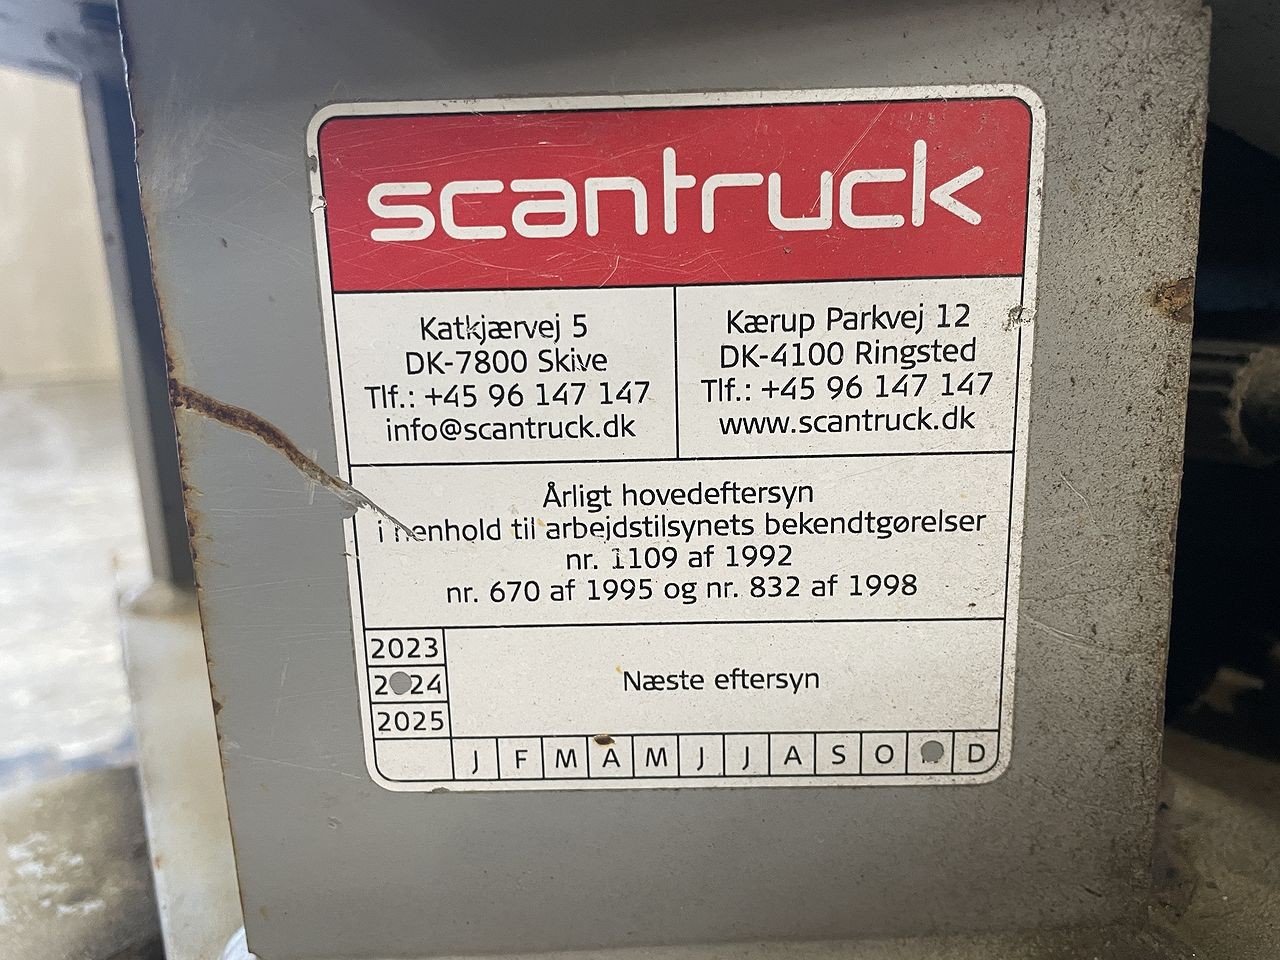 scantruck
Katkjærvej 5
DK-7800 Skive
Tlf.: +45 96 147 147
info@scantruck.dk
Kærup Parkvej 12
DK-4100 Ringsted
Tlf.: +45 96 147 147
www.scantruck.dk
Årligt hovedeftersyn
i henhold til arbejdstilsynets bekendtgørelser
nr. 1109 af 1992
nr. 670 af 1995 og nr. 832 af 1998
2023
2024
2025
Næste eftersyn
J F M A M J J A S O D